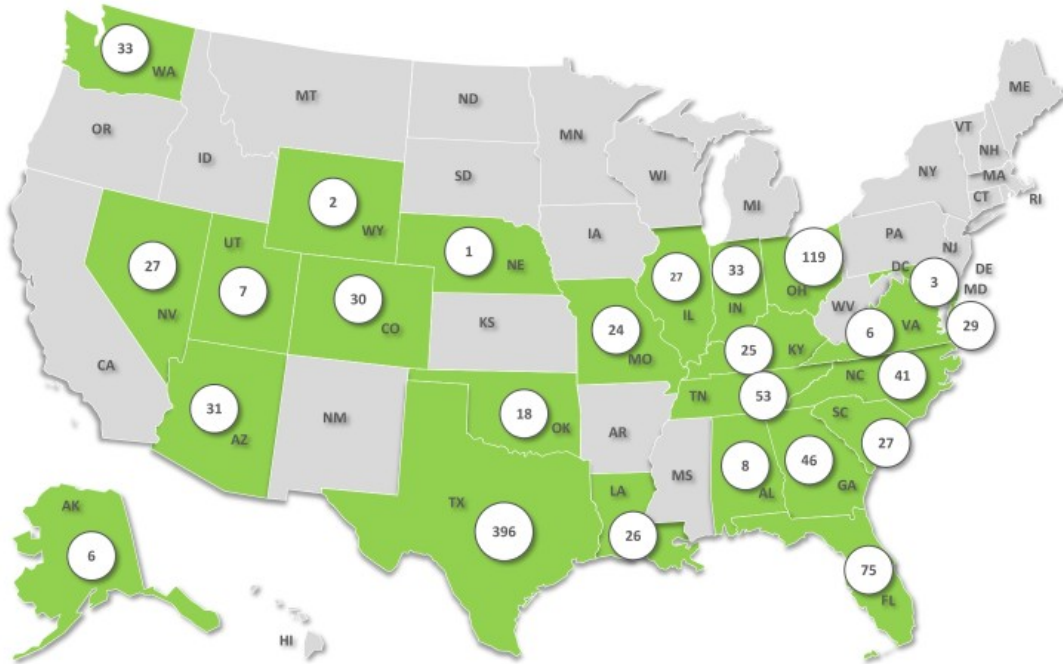 33
WA
MT
ND
MN
ME
VT
NH
OR
ID
SD
WI
MI
NY
MA
CT
RI
2
WY
IA
PA
NJ
UT
1
NE
27
NV
7
30
CO
27
IL
33
IN
119
OH
DC
3
DE
MD
WV
6
VA
29
CA
KS
24
MO
25
KY
NC
41
TN
53
31
AZ
NM
18
OK
AR
SC
27
MS
8
AL
46
GA
LA
26
TX
396
AK
6
75
FL
HI